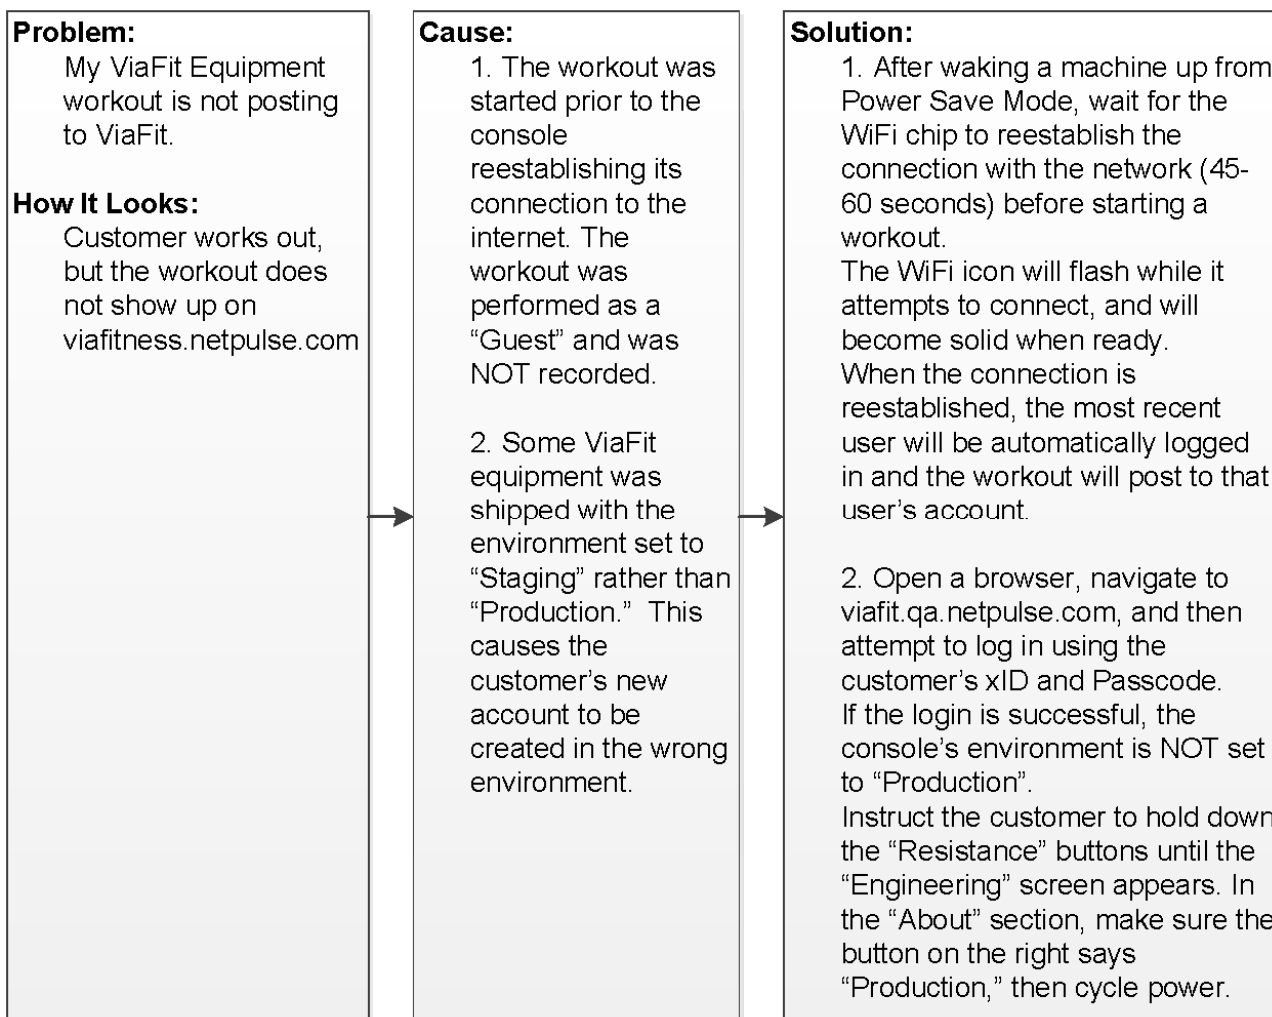 Problem:
My ViaFit Equipment
workout is not posting
to ViaFit.
How It Looks:
Customer works out,
but the workout does
not show up on
viafitness.netpulse.com
Cause:
1. The workout was
started prior to the
console
reestablishing its
connection to the
internet. The
workout was
performed as a
“Guest” and was
NOT recorded.
2. Some ViaFit
equipment was
shipped with the
environment set to
“Staging” rather than
“Production.” This
causes the
customer’s new
account to be
created in the wrong
environment.
Solution:
1. After waking a machine up from
Power Save Mode, wait for the
WiFi chip to reestablish the
connection with the network (45-
60 seconds) before starting a
workout.
The WiFi icon will flash while it
attempts to connect, and will
become solid when ready.
When the connection is
reestablished, the most recent
user will be automatically logged
in and the workout will post to that
user’s account.
2. Open a browser, navigate to
viafit.qa.netpulse.com, and then
attempt to log in using the
customer’s xID and Passcode.
If the login is successful, the
console’s environment is NOT set
to “Production”.
Instruct the customer to hold down
the “Resistance” buttons until the
“Engineering” screen appears. In
the “About” section, make sure the
button on the right says
“Production,” then cycle power.